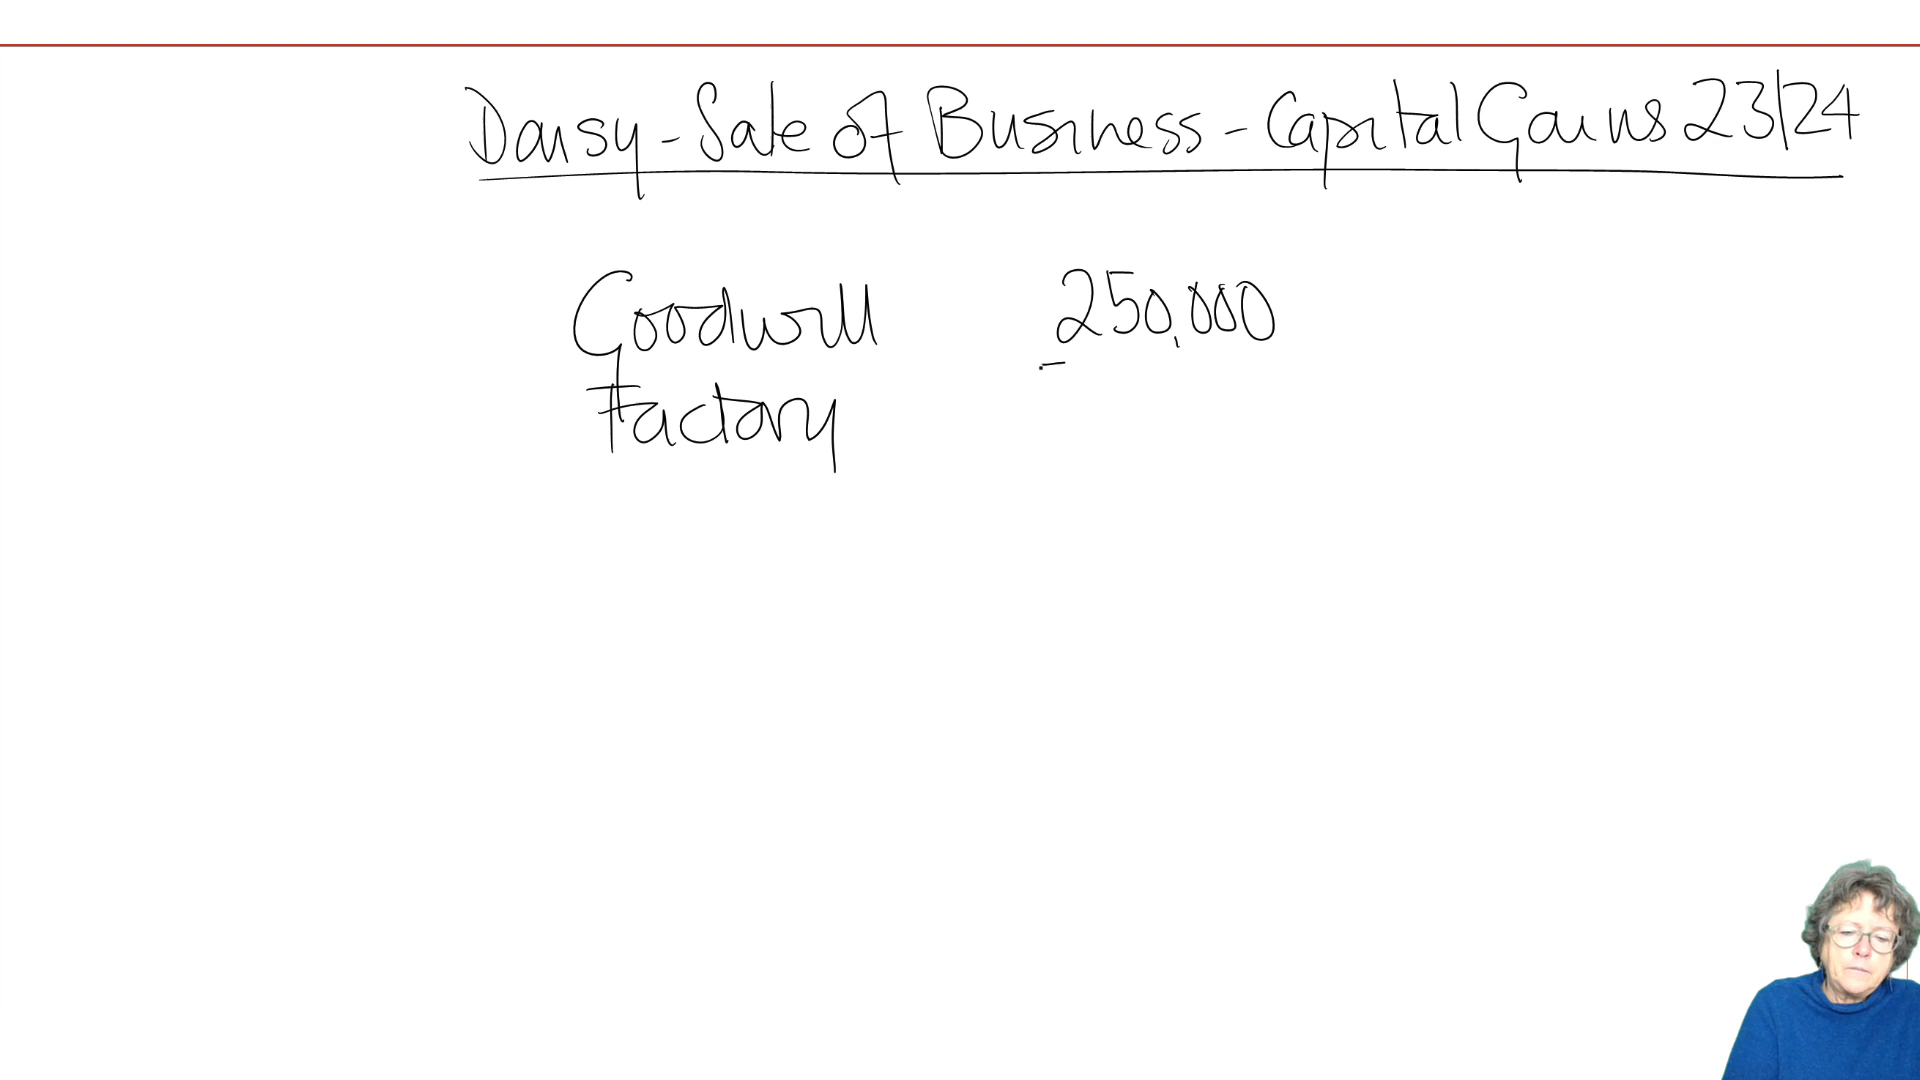 Daisy - Sale of Business - Capital Gains 23/24
Goodwill 250,000
Factory